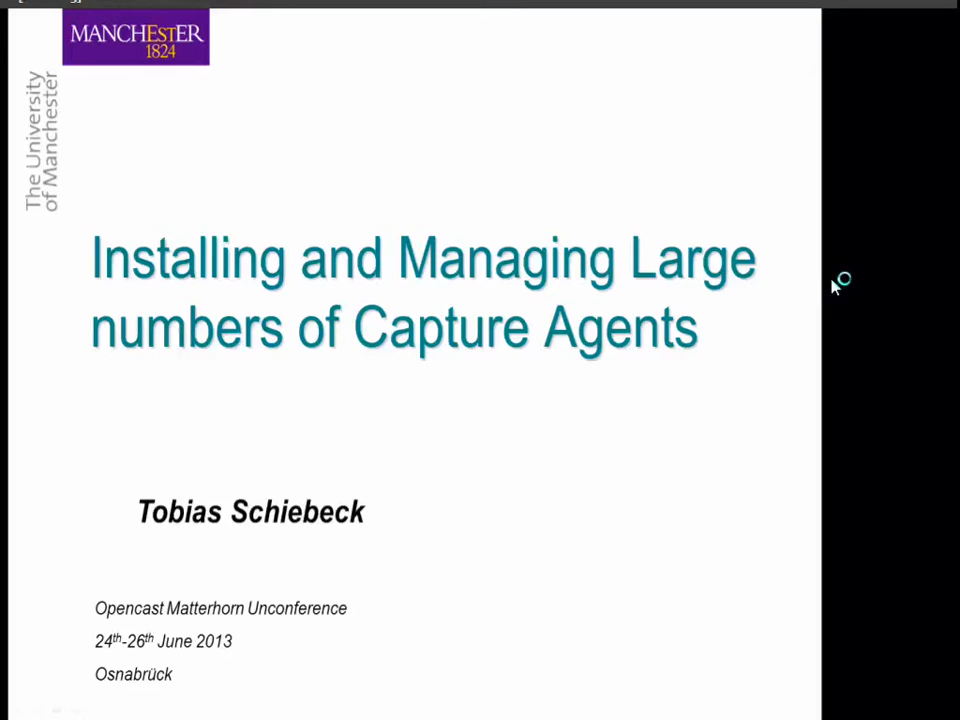 MANCHESTER
1824
The University
of Manchester
Installing and Managing Large
numbers of Capture Agents
Tobias Schiebeck
Opencast Matterhorn Unconference
24th-26th June 2013
Osnabrück